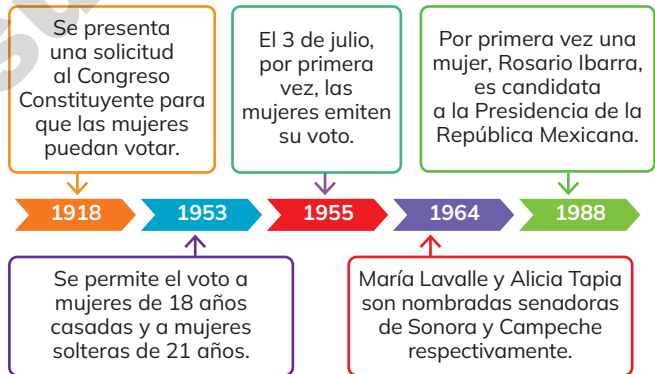 Se presenta
una solicitud
al Congreso
Constituyente para
que las mujeres
puedan votar.
El 3 de julio,
por primera
vez, las
mujeres emiten
su voto.
Por primera vez una
mujer, Rosario Ibarra,
es candidata
a la Presidencia de la
República Mexicana.
1918
1953
1955
1964
1988
Se permite el voto a
mujeres de 18 años
casadas y a mujeres
solteras de 21 años.
María Lavalle y Alicia Tapia
son nombradas senadoras
de Sonora y Campeche
respectivamente.